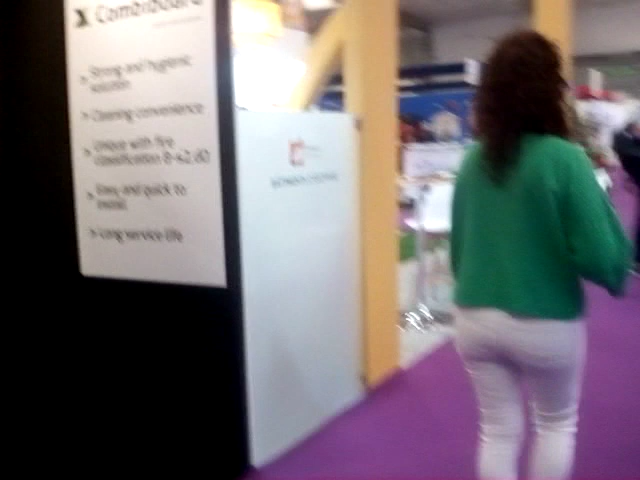 Combiboard
> Strong and hygienic
solution
> Cleaning convenience
> Unique with fire
classification B-s2,d0
> Easy and quick to
install
> Long service life